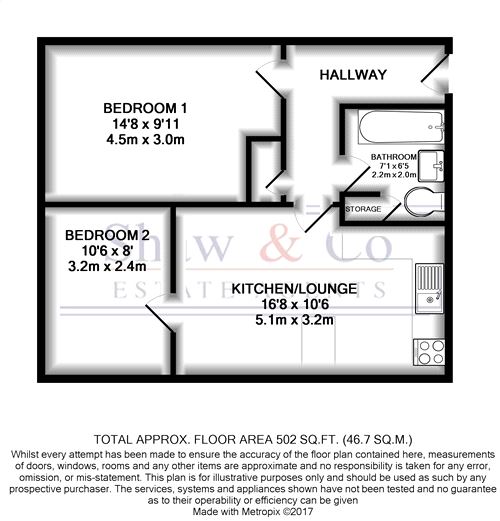 HALLWAY
BEDROOM 1
14'8 x 9'11
4.5m x 3.0m
BATHROOM
7'1 x 6'5
2.2m x 2.0m
STORAGE
BEDROOM 2
10'6 x 8'
3.2m x 2.4m
Shaw & Co
ESTATE AGENTS
KITCHEN/LOUNGE
16'8 x 10'6
5.1m x 3.2m
TOTAL APPROX. FLOOR AREA 502 SQ.FT. (46.7 SQ.M.)
Whilst every attempt has been made to ensure the accuracy of the floor plan contained here, measurements
of doors, windows, rooms and any other items are approximate and no responsibility is taken for any error,
omission, or mis-statement. This plan is for illustrative purposes only and should be used as such by any
prospective purchaser. The services, systems and appliances shown have not been tested and no guarantee
as to their operability or efficiency can be given
Made with Metropix ©2017